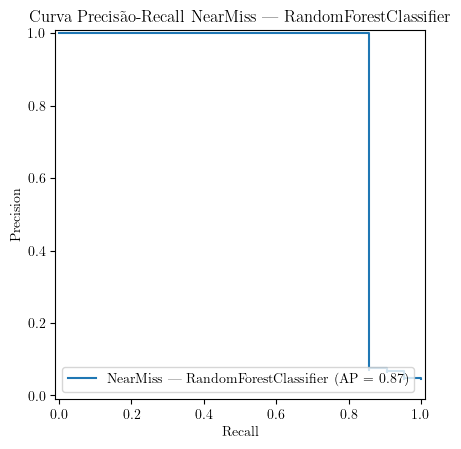 Curva Precisão-Recall NearMiss — RandomForestClassifier
1.0
0.8
0.6
0.4
0.2
0.0
Precision
NearMiss — RandomForestClassifier (AP = 0.87)
0.0 0.2 0.4 0.6 0.8 1.0
Recall